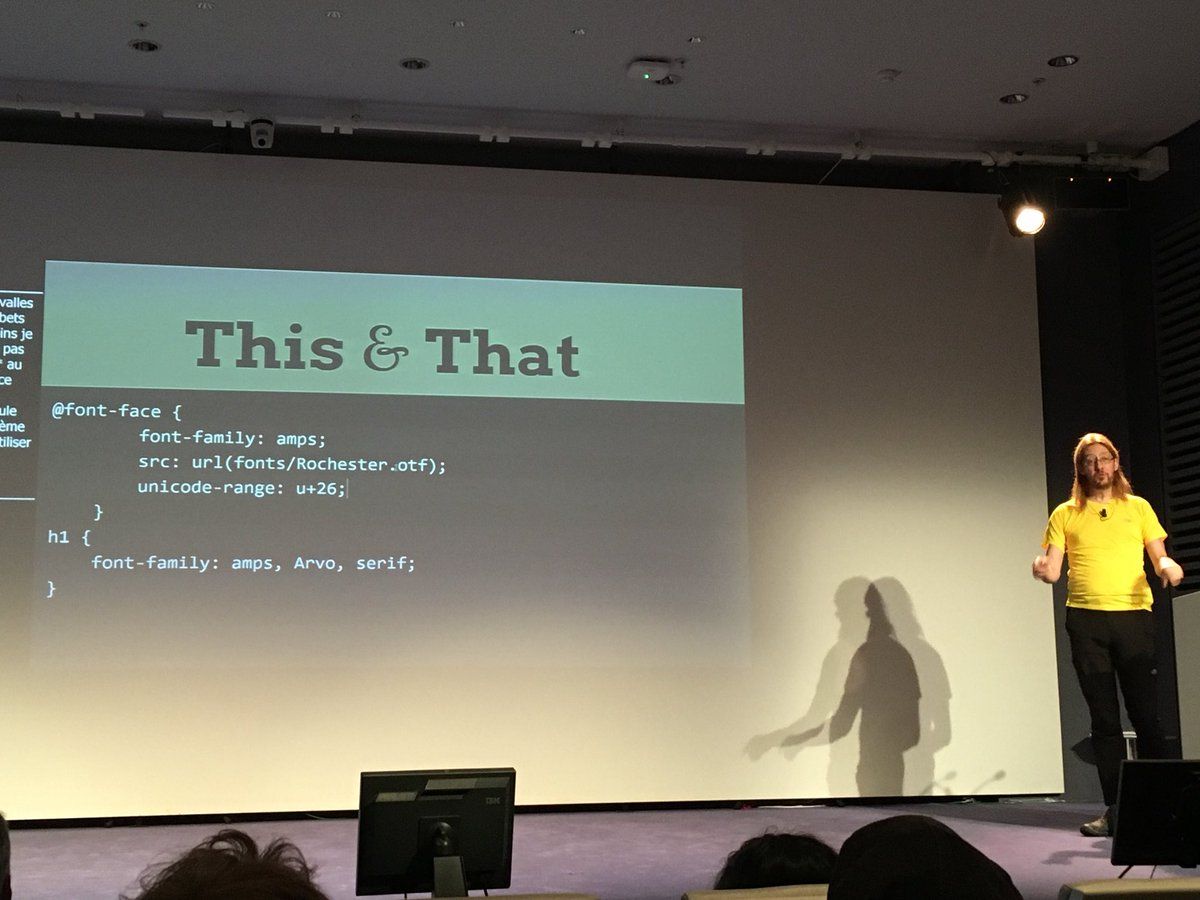 valles
bets
ins je
pas
au
ce
ule
ème
tiliser
This & That
@font-face {
font-family: amps;
src: url(fonts/Rochester.otf);
unicode-range: u+26;
}
h1 {
font-family: amps, Arvo, serif;
}
IBM